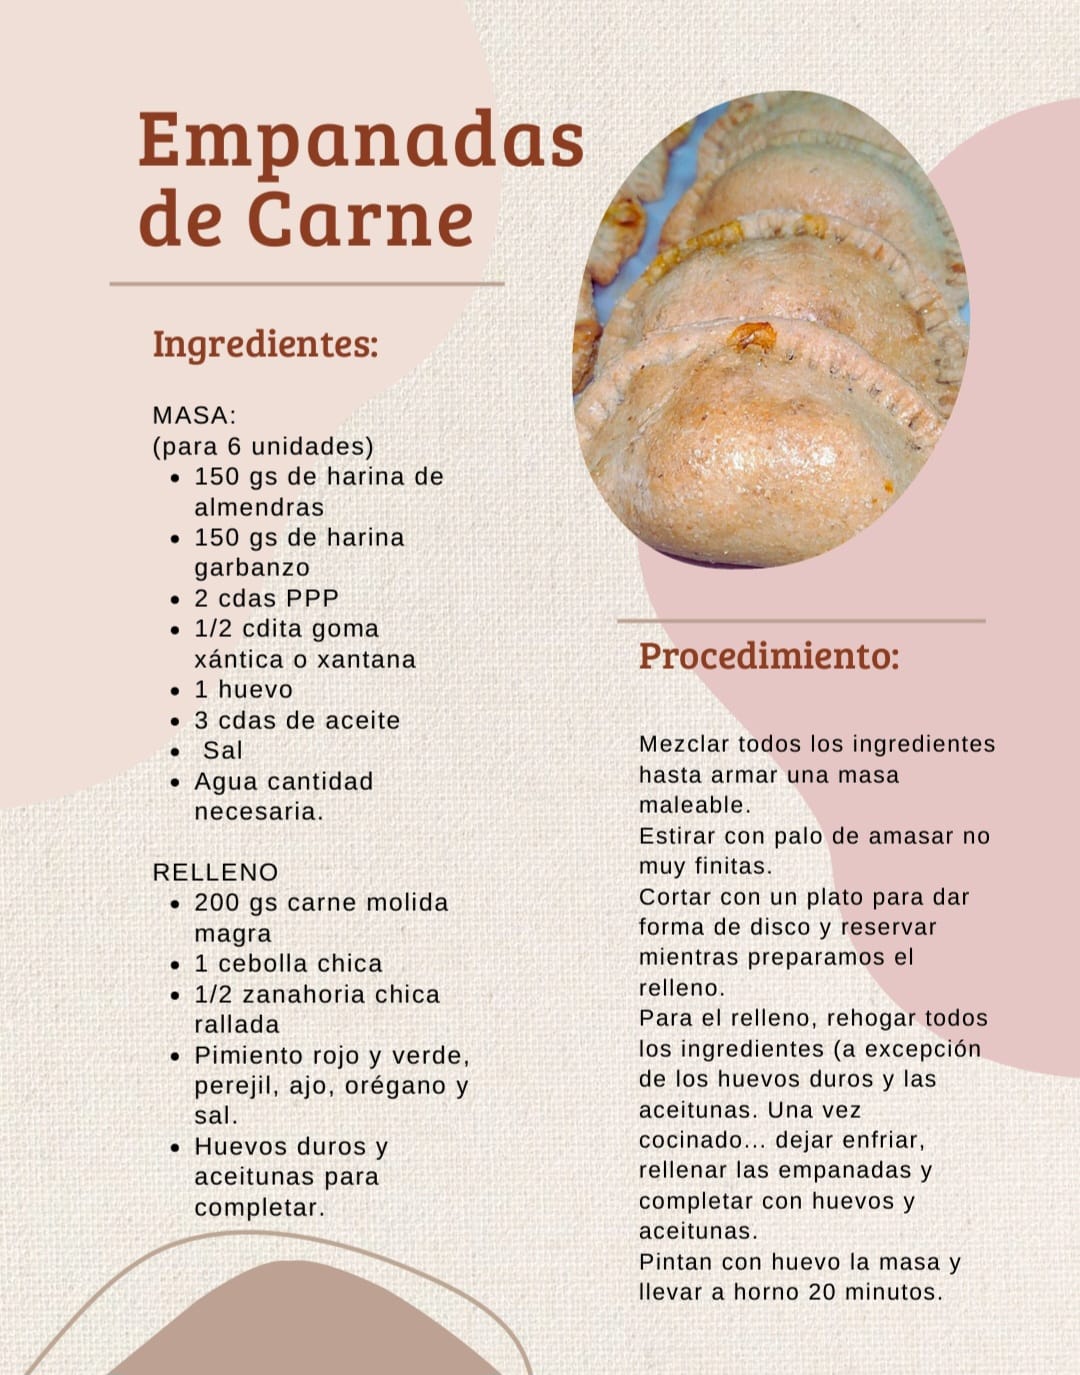 Empanadas
de Carne
Ingredientes:
MASA:
(para 6 unidades)
• 150 gs de harina de
almendras
• 150 gs de harina
garbanzo
• 2 cdas PPP
• 1/2 cdita goma
xántica o xantana
• 1 huevo
• 3 cdas de aceite
• Sal
• Agua cantidad
necesaria.
RELLENO
• 200 gs carne molida
magra
• 1 cebolla chica
• 1/2 zanahoria chica
rallada
• Pimiento rojo y verde,
perejil, ajo, orégano y
sal.
• Huevos duros y
aceitunas para
completar.
Procedimiento:
Mezclar todos los ingredientes
hasta armar una masa
maleable.
Estirar con palo de amasar no
muy finitas.
Cortar con un plato para dar
forma de disco y reservar
mientras preparamos el
relleno.
Para el relleno, rehogar todos
los ingredientes (a excepción
de los huevos duros y las
aceitunas. Una vez
cocinado... dejar enfriar,
rellenar las empanadas y
completar con huevos y
aceitunas.
Pintan con huevo la masa y
llevar a horno 20 minutos.